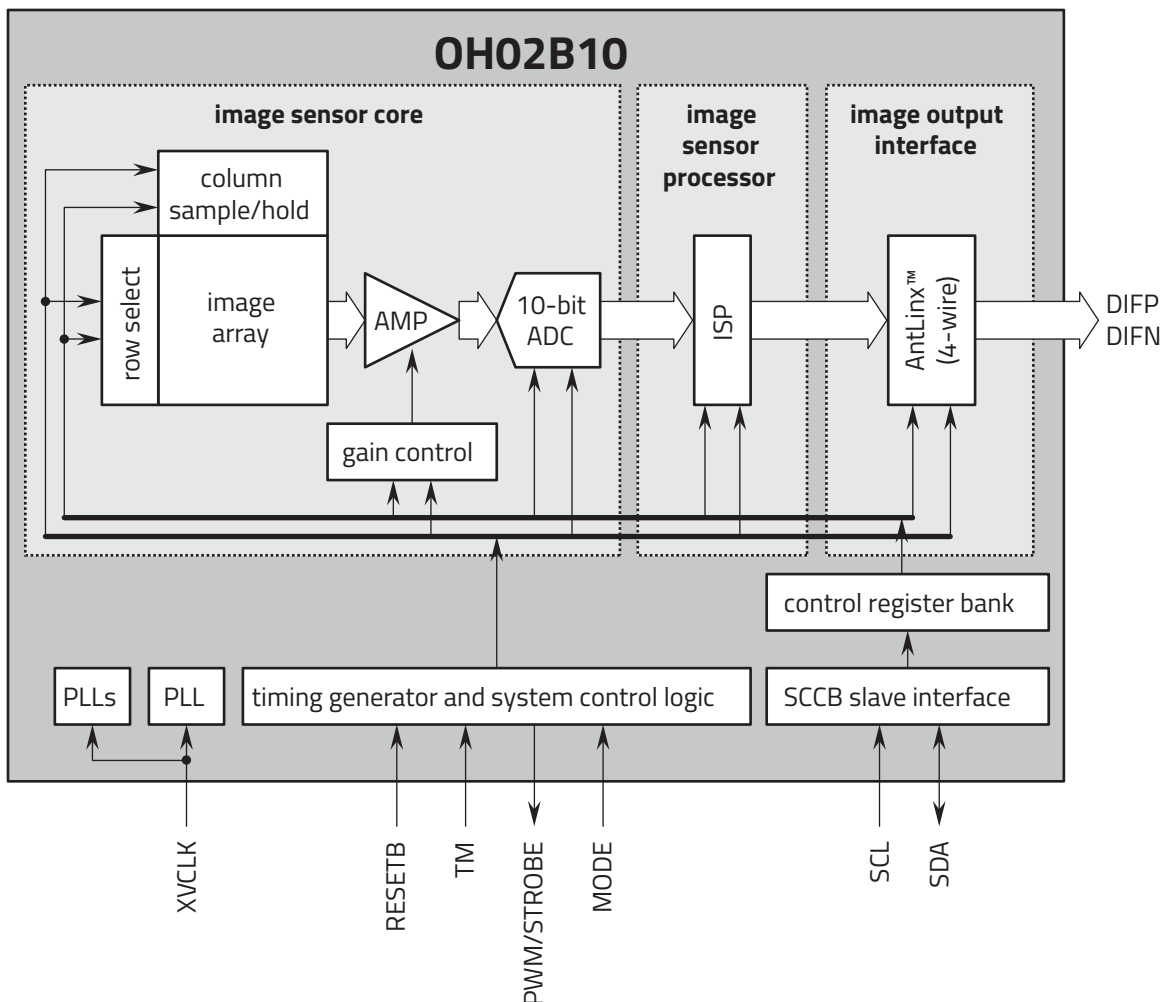 OH02B10
image sensor core
image
sensor
processor
image output
interface
column
sample/hold
row select
image
array
AMP
10-bit
ADC
ISP
AntLinx™
(4-wire)
DIFP
DIFN
gain control
control register bank
PLLs
PLL
timing generator and system control logic
SCCB slave interface
XVCLK
RESETB
TM
PWM/STROBE
MODE
SCL
SDA